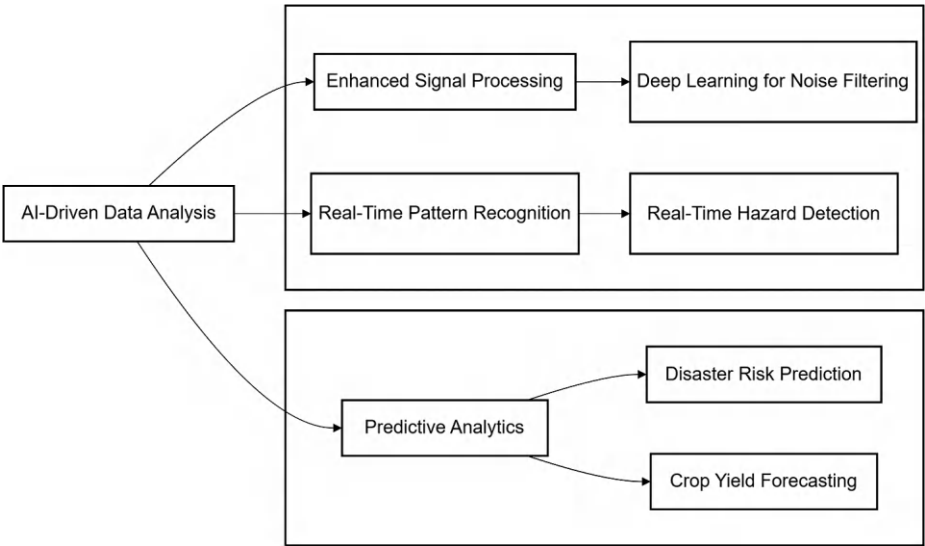 Enhanced Signal Processing
Deep Learning for Noise Filtering
AI-Driven Data Analysis
Real-Time Pattern Recognition
Real-Time Hazard Detection
Disaster Risk Prediction
Predictive Analytics
Crop Yield Forecasting